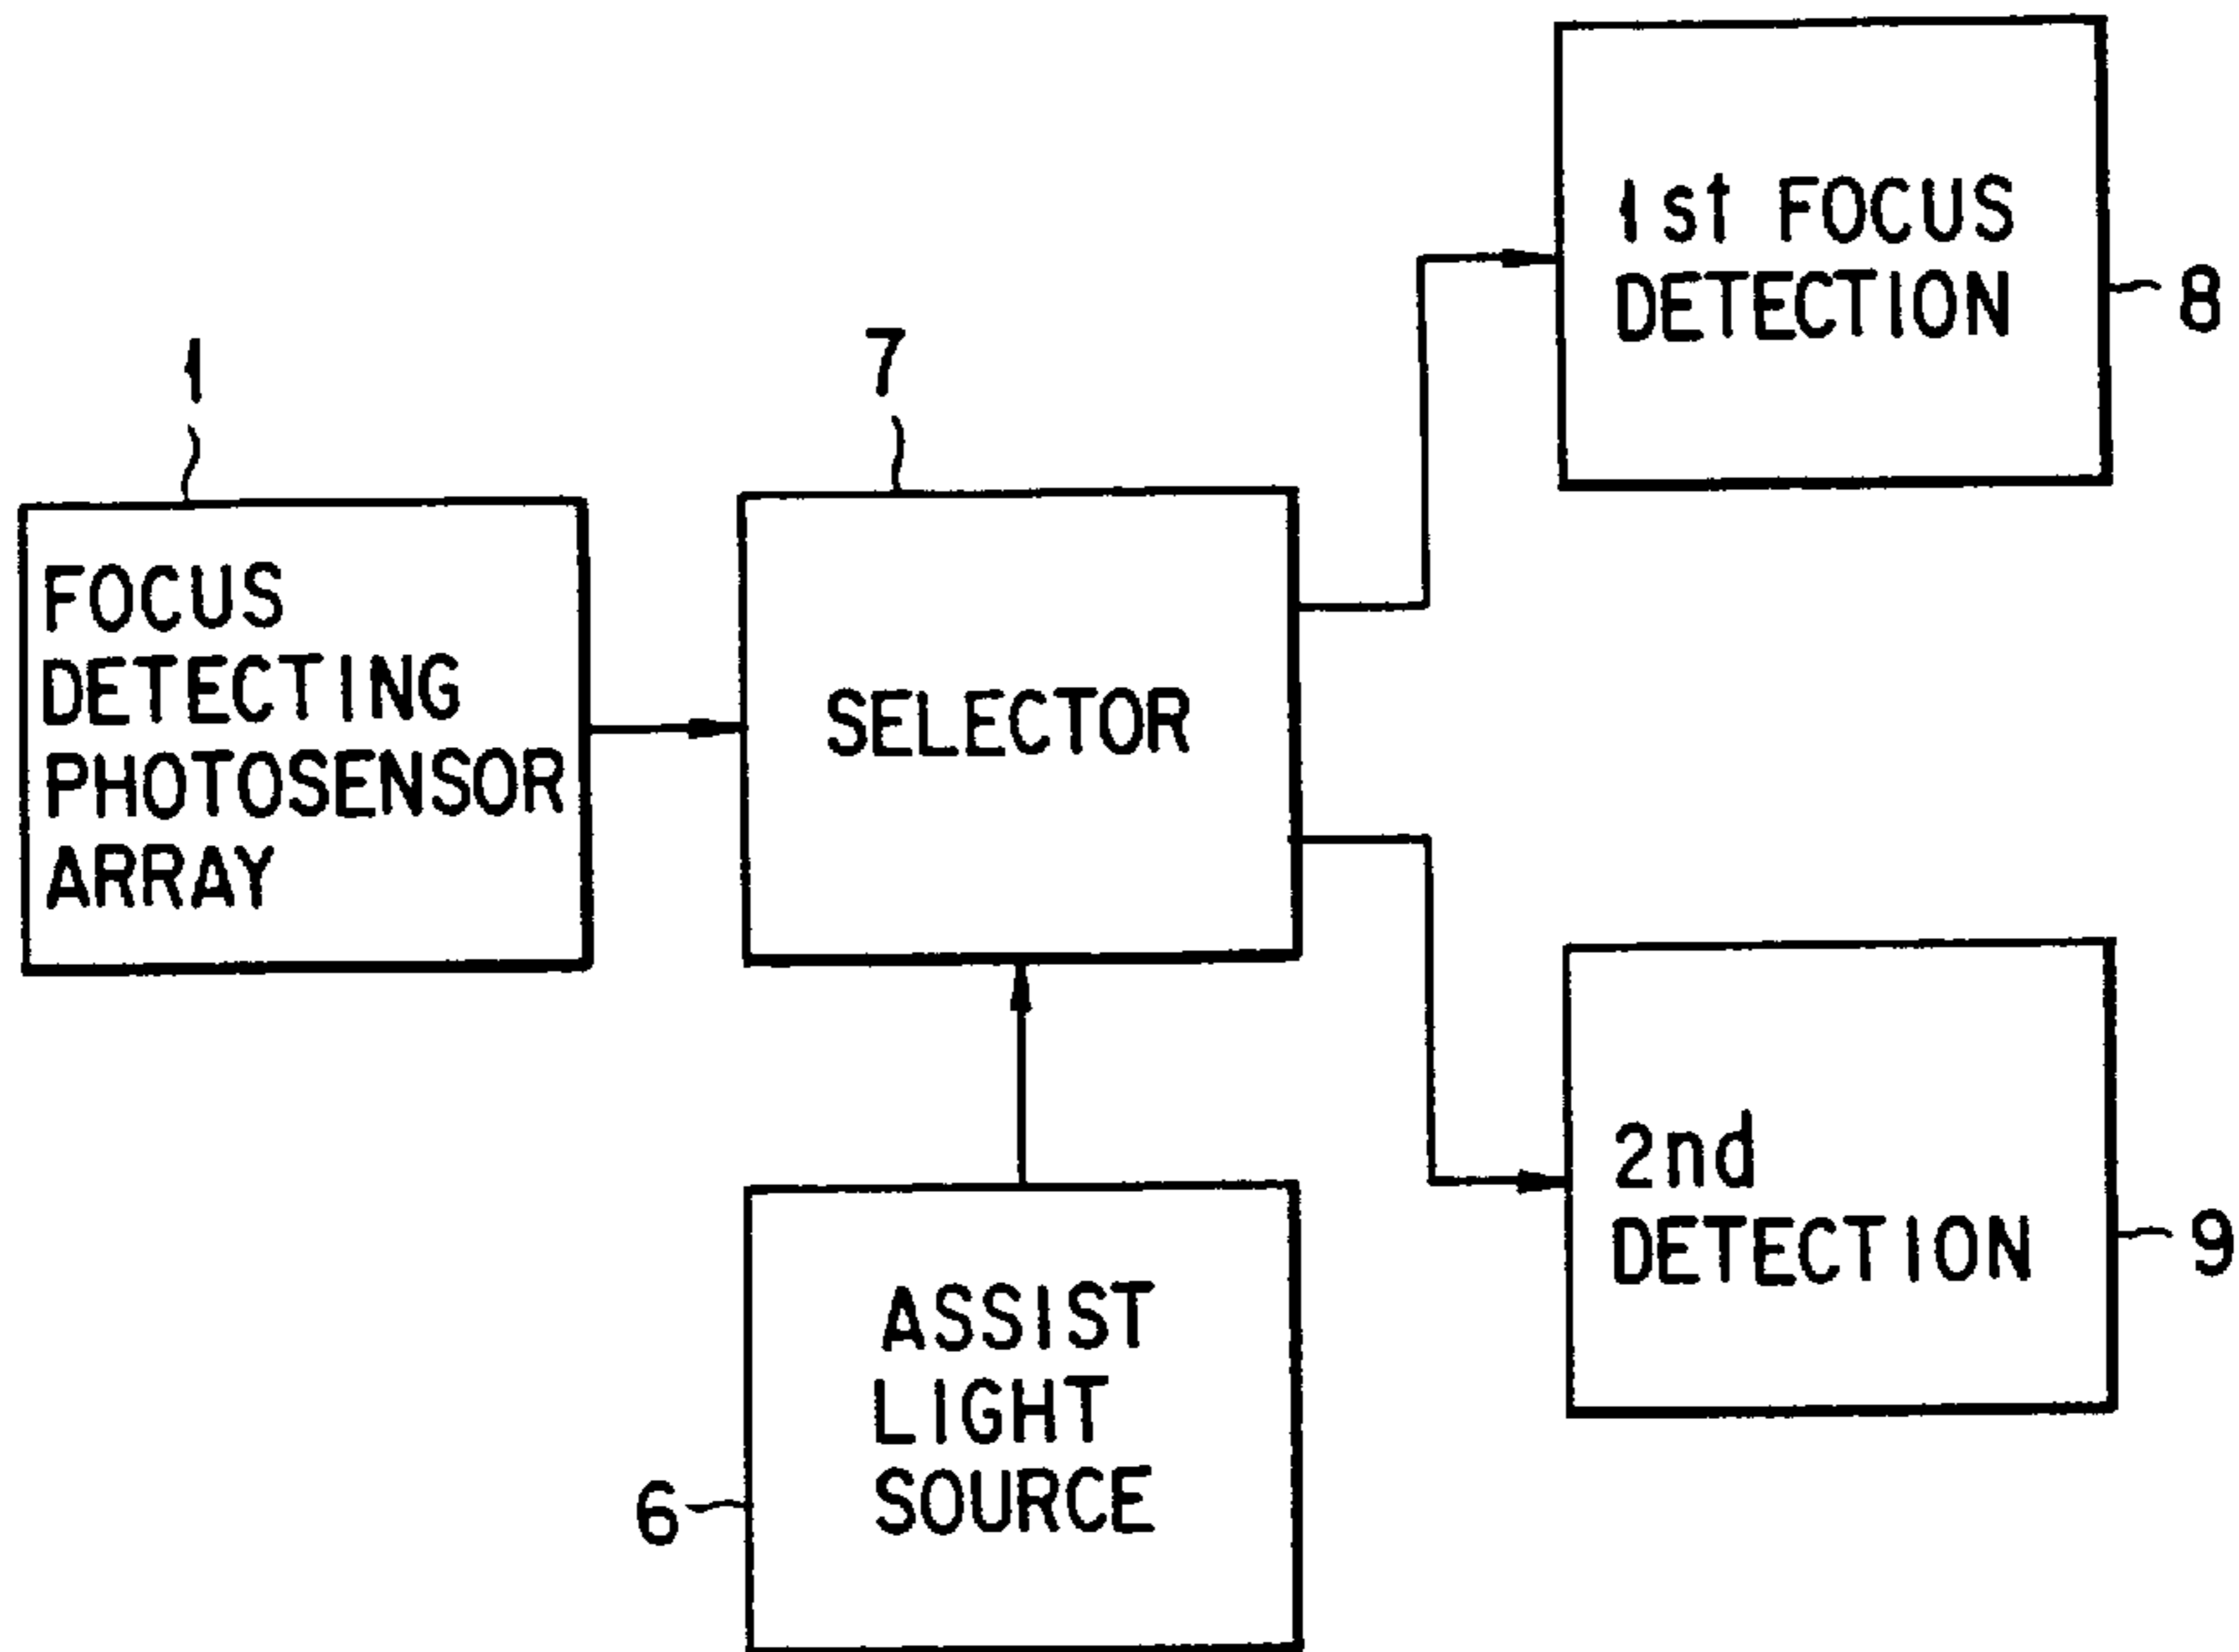 1
FOCUS
DETECTING
PHOTOSENSOR
ARRAY
7
SELECTOR
1st FOCUS
DETECTION
8
2nd
DETECTION
9
ASSIST
LIGHT
SOURCE
6